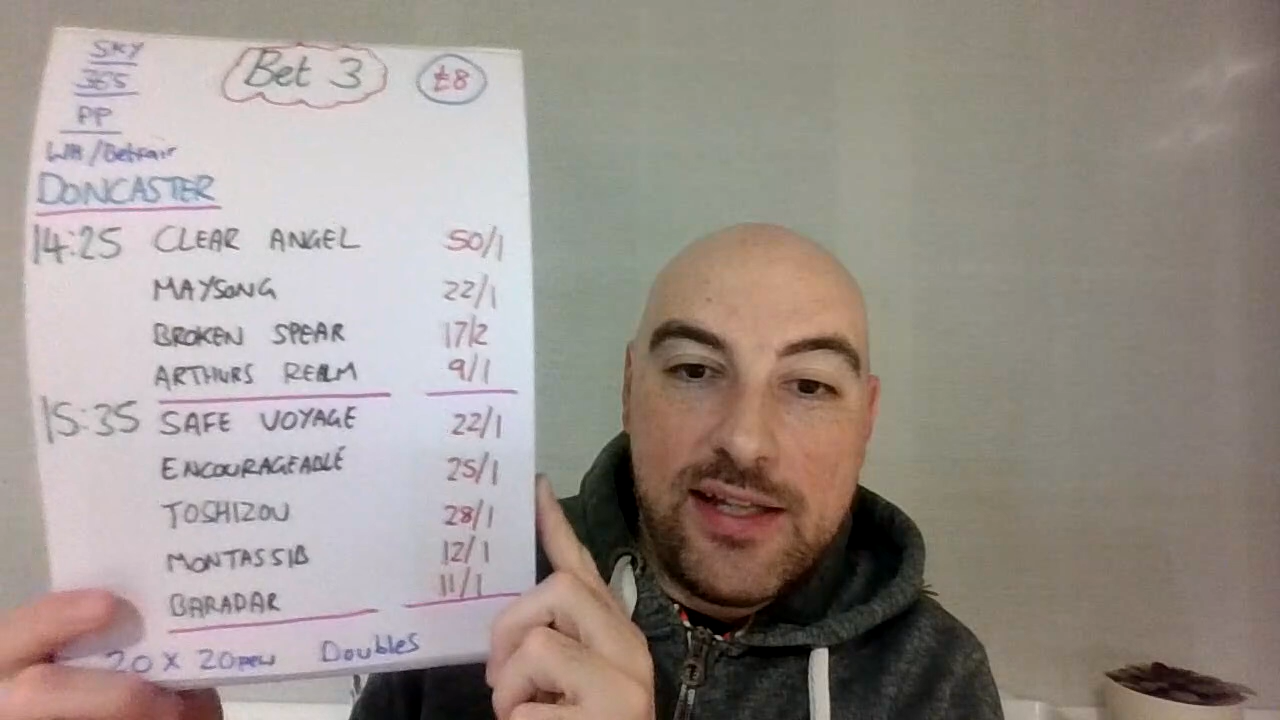 SKY
365
PP
WH/Betfair
Bet 3
£8
DONCASTER
14:25 CLEAR ANGEL 50/1
MAYSONG 22/1
BROKEN SPEAR 17/2
ARTHURS REALM 9/1
15:35 SAFE VOYAGE 22/1
ENCOURAGEABLE 25/1
TOSHIZOU 28/1
MONTASSIB 12/1
BARADAR 11/1
20 X 20pew Doubles